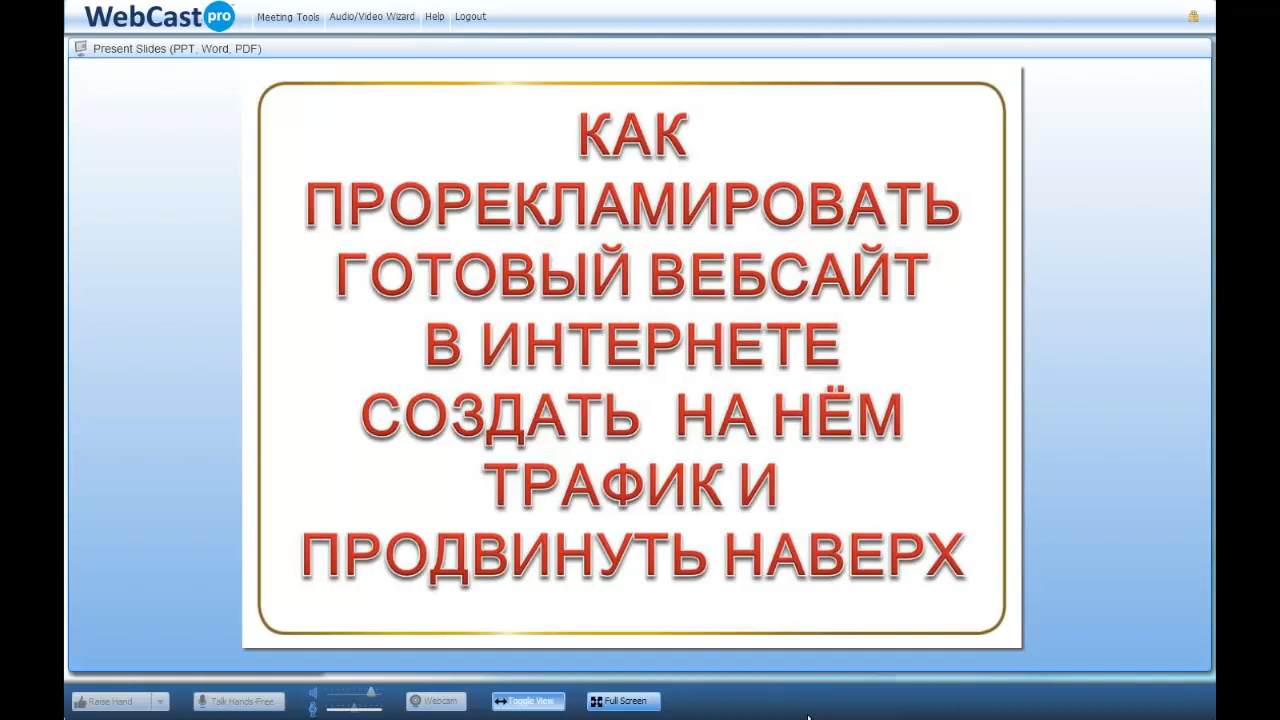 WebCast pro Meeting Tools Audio/Video Wizard Help Logout
Present Slides (PPT, Word, PDF)
КАК
ПРОРЕКЛАМИРОВАТЬ
ГОТОВЫЙ ВЕБСАЙТ
В ИНТЕРНЕТЕ
СОЗДАТЬ НА НЁМ
ТРАФИК И
ПРОДВИНУТЬ НАВЕРХ
Raise Hand Talk Hands-Free Webcam Toggle View Full Screen